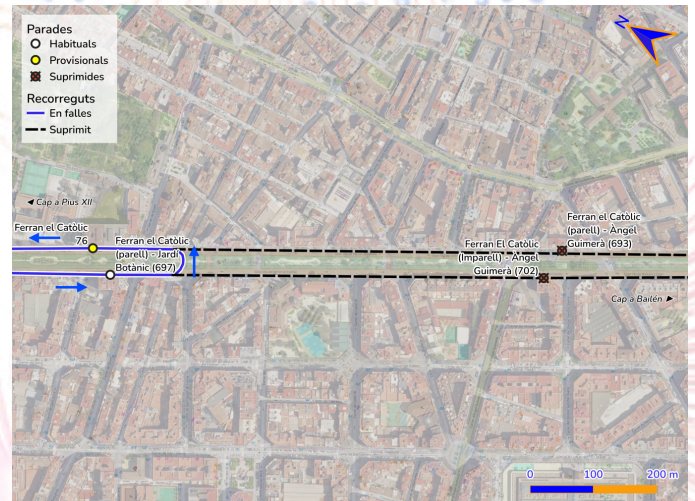 Parades
Habituals
Provisionals
Suprimides
Recorreguts
En falles
Suprimit
N
◄ Cap a Pius XII
Ferran el Catòlic
76
Ferran el Catòlic
(parell) - Jardí
Botànic (697)
Ferran El Catòlic
(Imparell) - Àngel
Guimerà (702)
Ferran el Catòlic
(parell) - Àngel
Guimerà (693)
Cap a Bailén ►
0 100 200 m